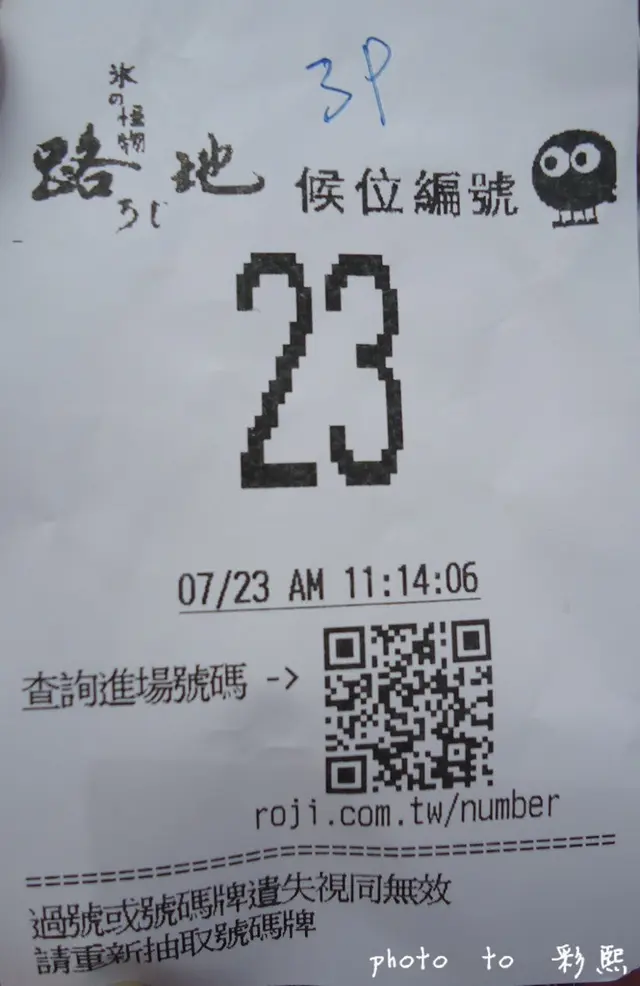 3P
氷の怪物
路地 候位編號
ろじ
23
07/23 AM 11:14:06
查詢進場號碼 ->
roji.com.tw/number
過號或號碼牌遺失視同無效
請重新抽取號碼牌
photo to 彩熙